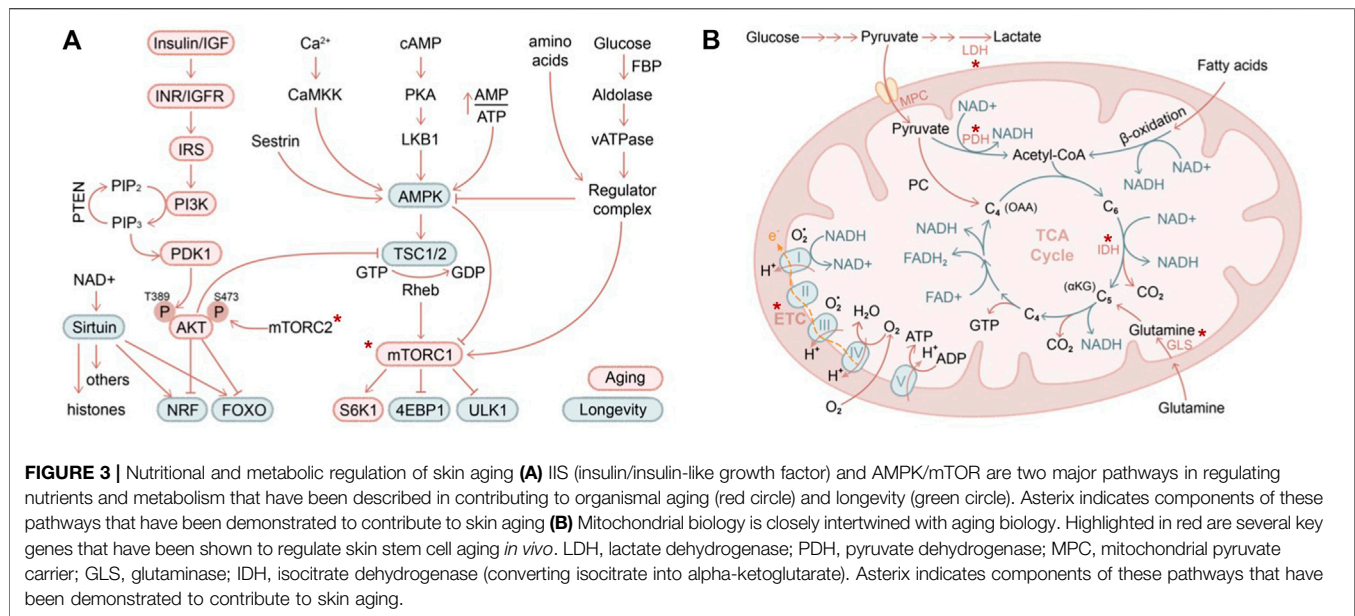 A
Insulin/IGF
INR/IGFR
IRS
PTEN
PIP2
PI3K
PIP3
PDK1
NAD+
T389
S473
P
P
AKT
mTORC2*
Sirtuin
others
histones
NRF
FOXO
Ca2+
CaMKK
Sestrin
cAMP
PKA
LKB1
AMP
ATP
AMPK
TSC1/2
GTP
GDP
Rheb
* mTORC1
S6K1
4EBP1
ULK1
amino
acids
Glucose
FBP
Aldolase
vATPase
Regulator
complex
Aging
Longevity
B
Glucose
Pyruvate
Lactate
LDH
*
Fatty acids
MPC
NAD+
Pyruvate
*
PDH
NADH
Acetyl-CoA
β-oxidation
NADH
NAD+
PC
C4 (OAA)
C6
NAD+
*
IDH
NADH
CO2
TCA
Cycle
NADH
FADH2
FAD+
(αKG)
C5
C4
GTP
CO2
NADH
Glutamine*
GLS
Glutamine
e-
O2•
NADH
NAD+
H+
I
II
*
ETC
O2•
III
H+
H2O
O2
IV
H+
O2
ATP
H+
ADP
V
FIGURE 3 | Nutritional and metabolic regulation of skin aging (A) IIS (insulin/insulin-like growth factor) and AMPK/mTOR are two major pathways in regulating
nutrients and metabolism that have been described in contributing to organismal aging (red circle) and longevity (green circle). Asterix indicates components of these
pathways that have been demonstrated to contribute to skin aging (B) Mitochondrial biology is closely intertwined with aging biology. Highlighted in red are several key
genes that have been shown to regulate skin stem cell aging in vivo. LDH, lactate dehydrogenase; PDH, pyruvate dehydrogenase; MPC, mitochondrial pyruvate
carrier; GLS, glutaminase; IDH, isocitrate dehydrogenase (converting isocitrate into alpha-ketoglutarate). Asterix indicates components of these pathways that have
been demonstrated to contribute to skin aging.